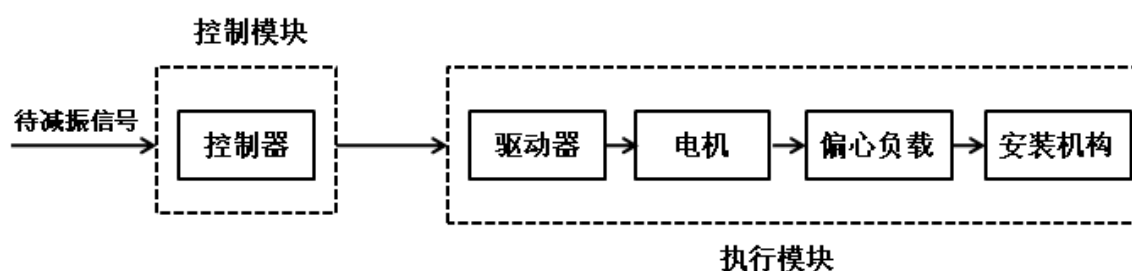 控制模块
待减振信号
控制器
驱动器
电机
偏心负载
安装机构
执行模块